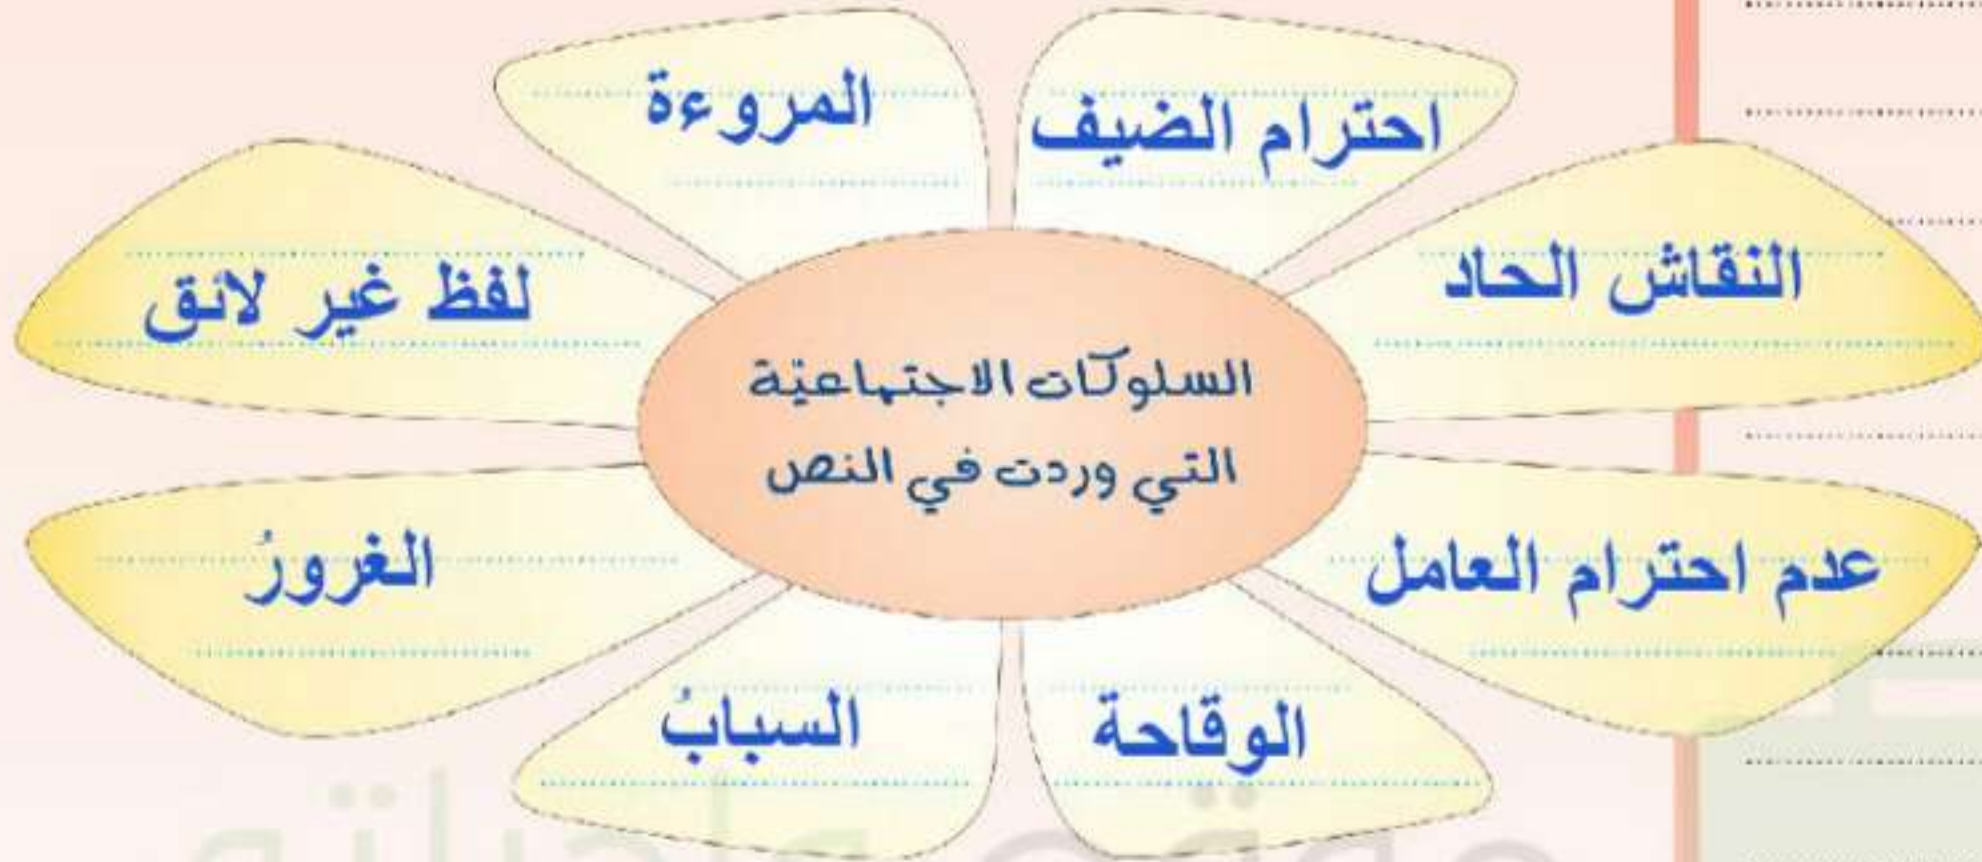 احترام الضيف
المروءة
النقاش الحاد
لفظ غير لائق
السلوكات الاجتماعيّة
التي وردت في النص
عدم احترام العامل
الغرورُ
الوقاحة
السبابُ